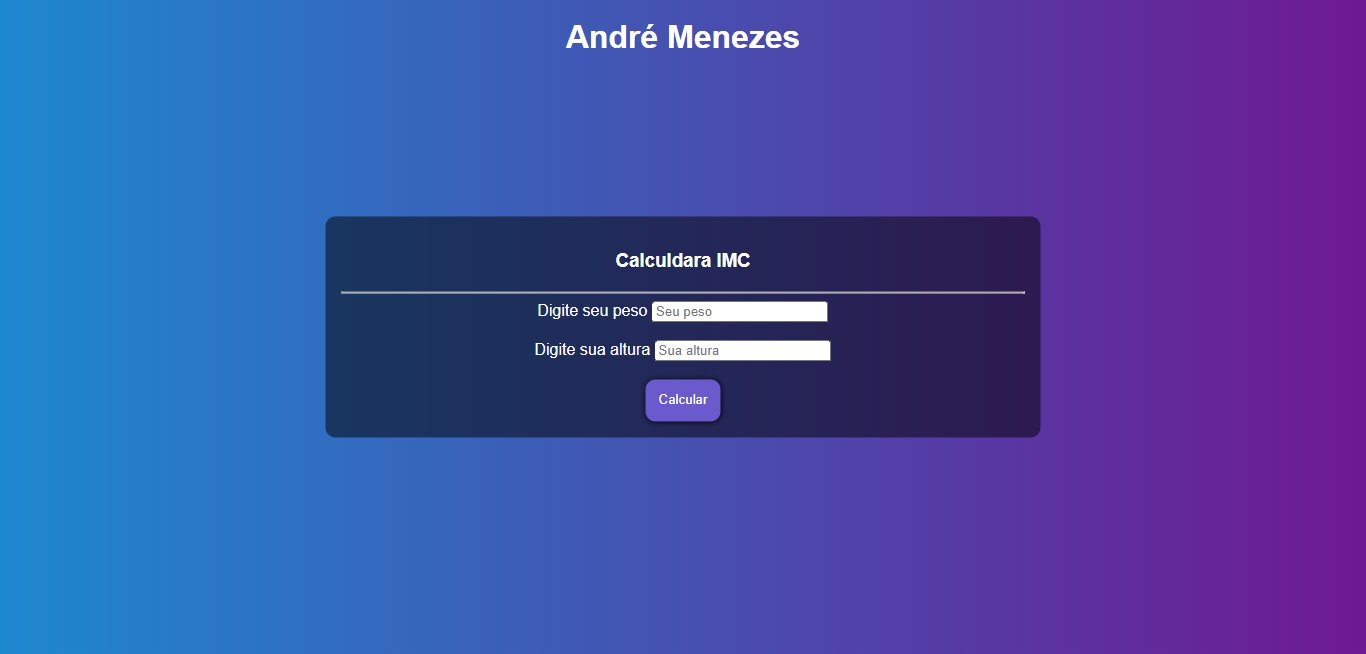 André Menezes
Calculdara IMC
Digite seu peso Seu peso
Digite sua altura Sua altura
Calcular